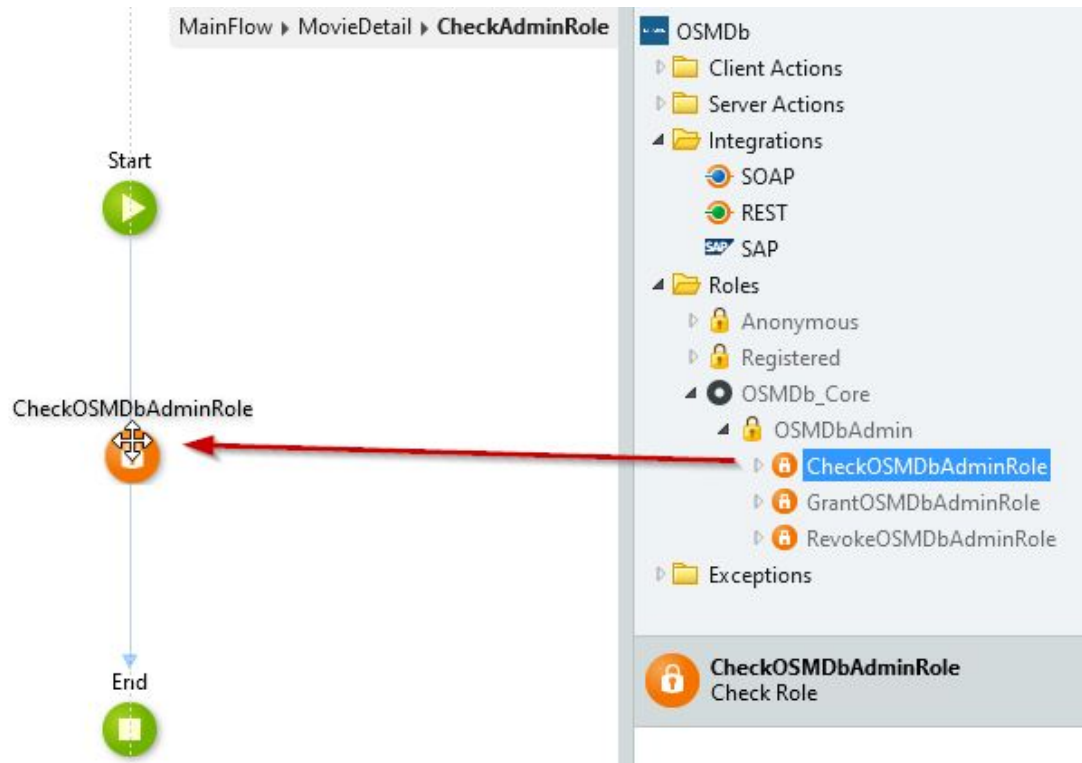 MainFlow ▸ MovieDetail ▸ CheckAdminRole
Start
CheckOSMDbAdminRole
End
OSMDb
Client Actions
Server Actions
Integrations
SOAP
REST
SAP SAP
Roles
Anonymous
Registered
OSMDb_Core
OSMDbAdmin
CheckOSMDbAdminRole
GrantOSMDbAdminRole
RevokeOSMDbAdminRole
Exceptions
CheckOSMDbAdminRole
Check Role